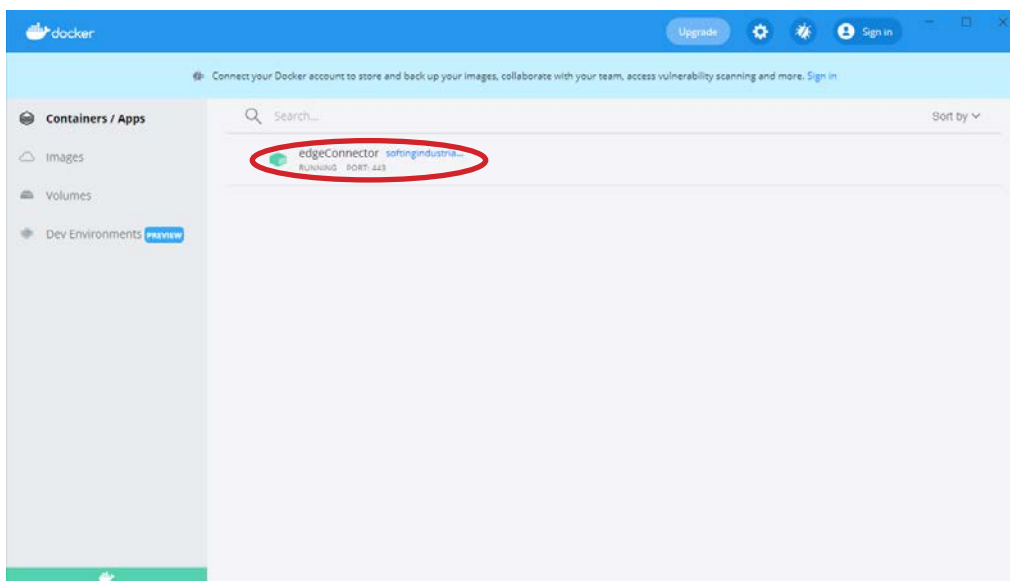 docker
Upgrade
Sign in
Connect your Docker account to store and back up your images, collaborate with your team, access vulnerability scanning and more. Sign in
Containers / Apps
Search...
Sort by
Images
edgeConnector softingindustria...
RUNNING PORT: 443
Volumes
Dev Environments PREVIEW